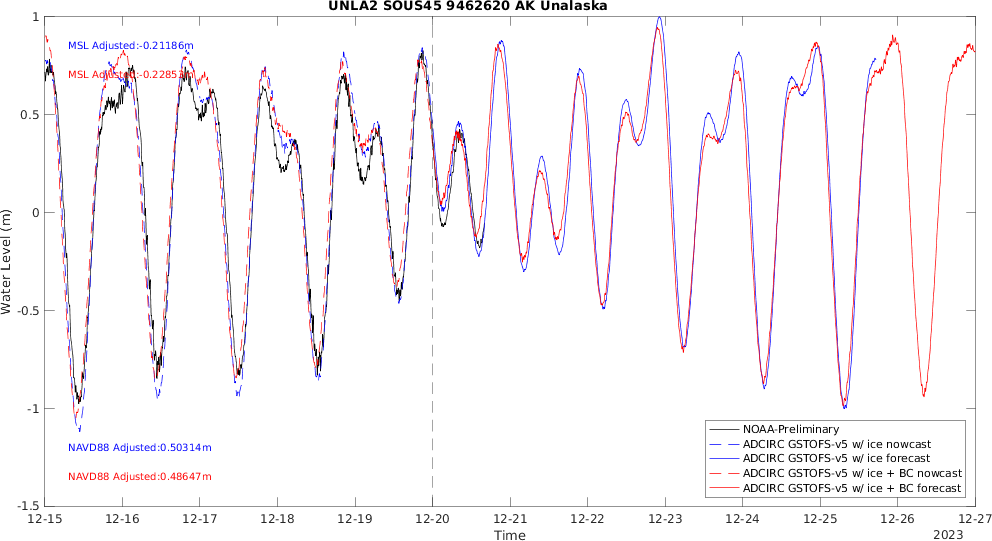 UNLA2 SOUS45 9462620 AK Unalaska
MSL Adjusted:-0.21186m
MSL Adjusted:-0.2285
NAVD88 Adjusted:0.50314m
NAVD88 Adjusted:0.48647m
Water Level (m)
1
0.5
0
-0.5
-1
-1.5
NOAA-Preliminary
ADCIRC GSTOFS-v5 w/ ice nowcast
ADCIRC GSTOFS-v5 w/ ice forecast
ADCIRC GSTOFS-v5 w/ ice + BC nowcast
ADCIRC GSTOFS-v5 w/ ice + BC forecast
12-15 12-16 12-17 12-18 12-19 12-20 12-21 12-22 12-23 12-24 12-25 12-26 12-27
Time
2023